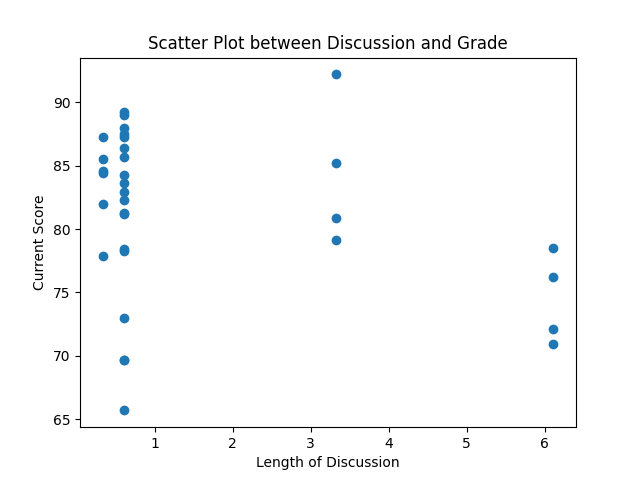 Scatter Plot between Discussion and Grade
90
85
80
75
70
65
Current Score
1 2 3 4 5 6
Length of Discussion